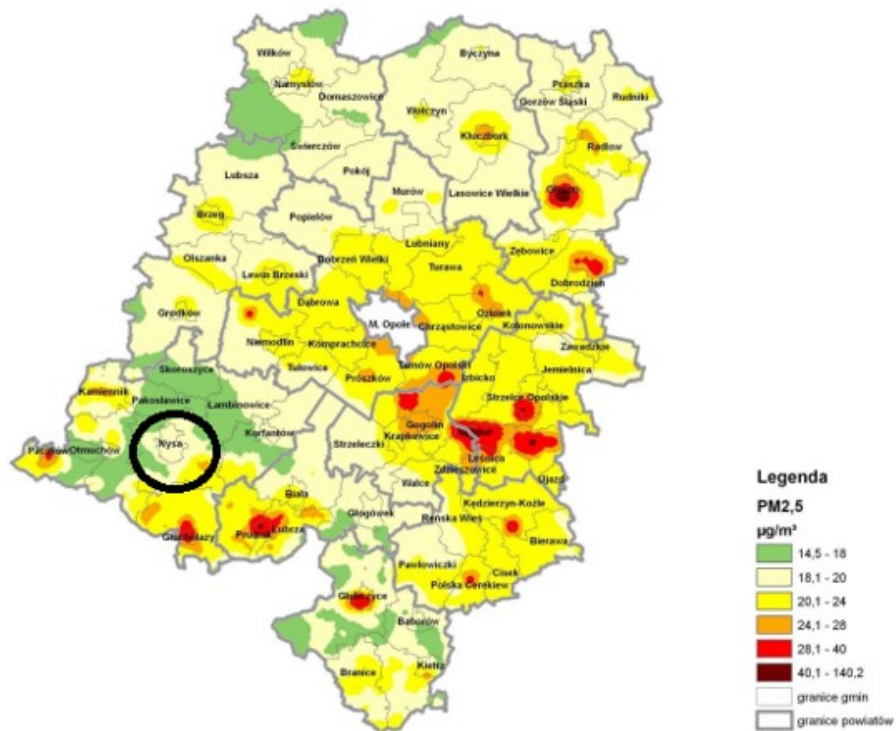 Wilków
Byczyna
Namysłów
Praszka
Rudniki
Domaszowice
Gorzów Śląski
Wołczyn
Kluczbork
Radłów
Świerczów
Pokój
Lubsza
Murów
Lasowice Wielkie
Olesno
Brzeg
Popielów
Lubniany
Zębowice
Olszanka
Dobrzeń Wielki
Turawa
Lewin Brzeski
Dobrodzień
Dąbrowa
Grodków
Ozimek
M. Opole
Chrząstowice
Kolonowskie
Niemodlin
Komprachcice
Zawadzkie
Tułowice
Tarnów Opolski
Jemielnica
Skoroszyce
Prószków
Izbicko
Kamiennik
Pakosławice
Łambinowice
Strzelce Opolskie
Gogolin
Nysa
Korfantów
Strzeleczki
Krapkowice
Paczków
Otmuchów
Leśnica
Zdzieszowice
Ujazd
Walce
Biała
Kędzierzyn-Koźle
Głogówek
Reńska Wieś
Głuchołazy
Prudnik
Lubrza
Bierawa
Pawłowiczki
Cisek
Polska Cerekiew
Głubczyce
Baborów
Branice
Kietrz
Legenda
PM2,5
µg/m³
14,5 - 18
18,1 - 20
20,1 - 24
24,1 - 28
28,1 - 40
40,1 - 140,2
granice gmin
granice powiatów